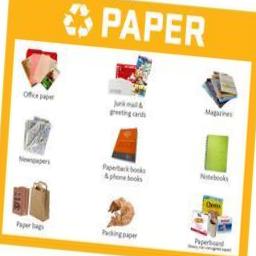 PAPER
Office paper
Junk mail &
greeting cards
Magazines
Newspapers
Paperback books
& phone books
Notebooks
Paper bags
Packing paper
Paperboard